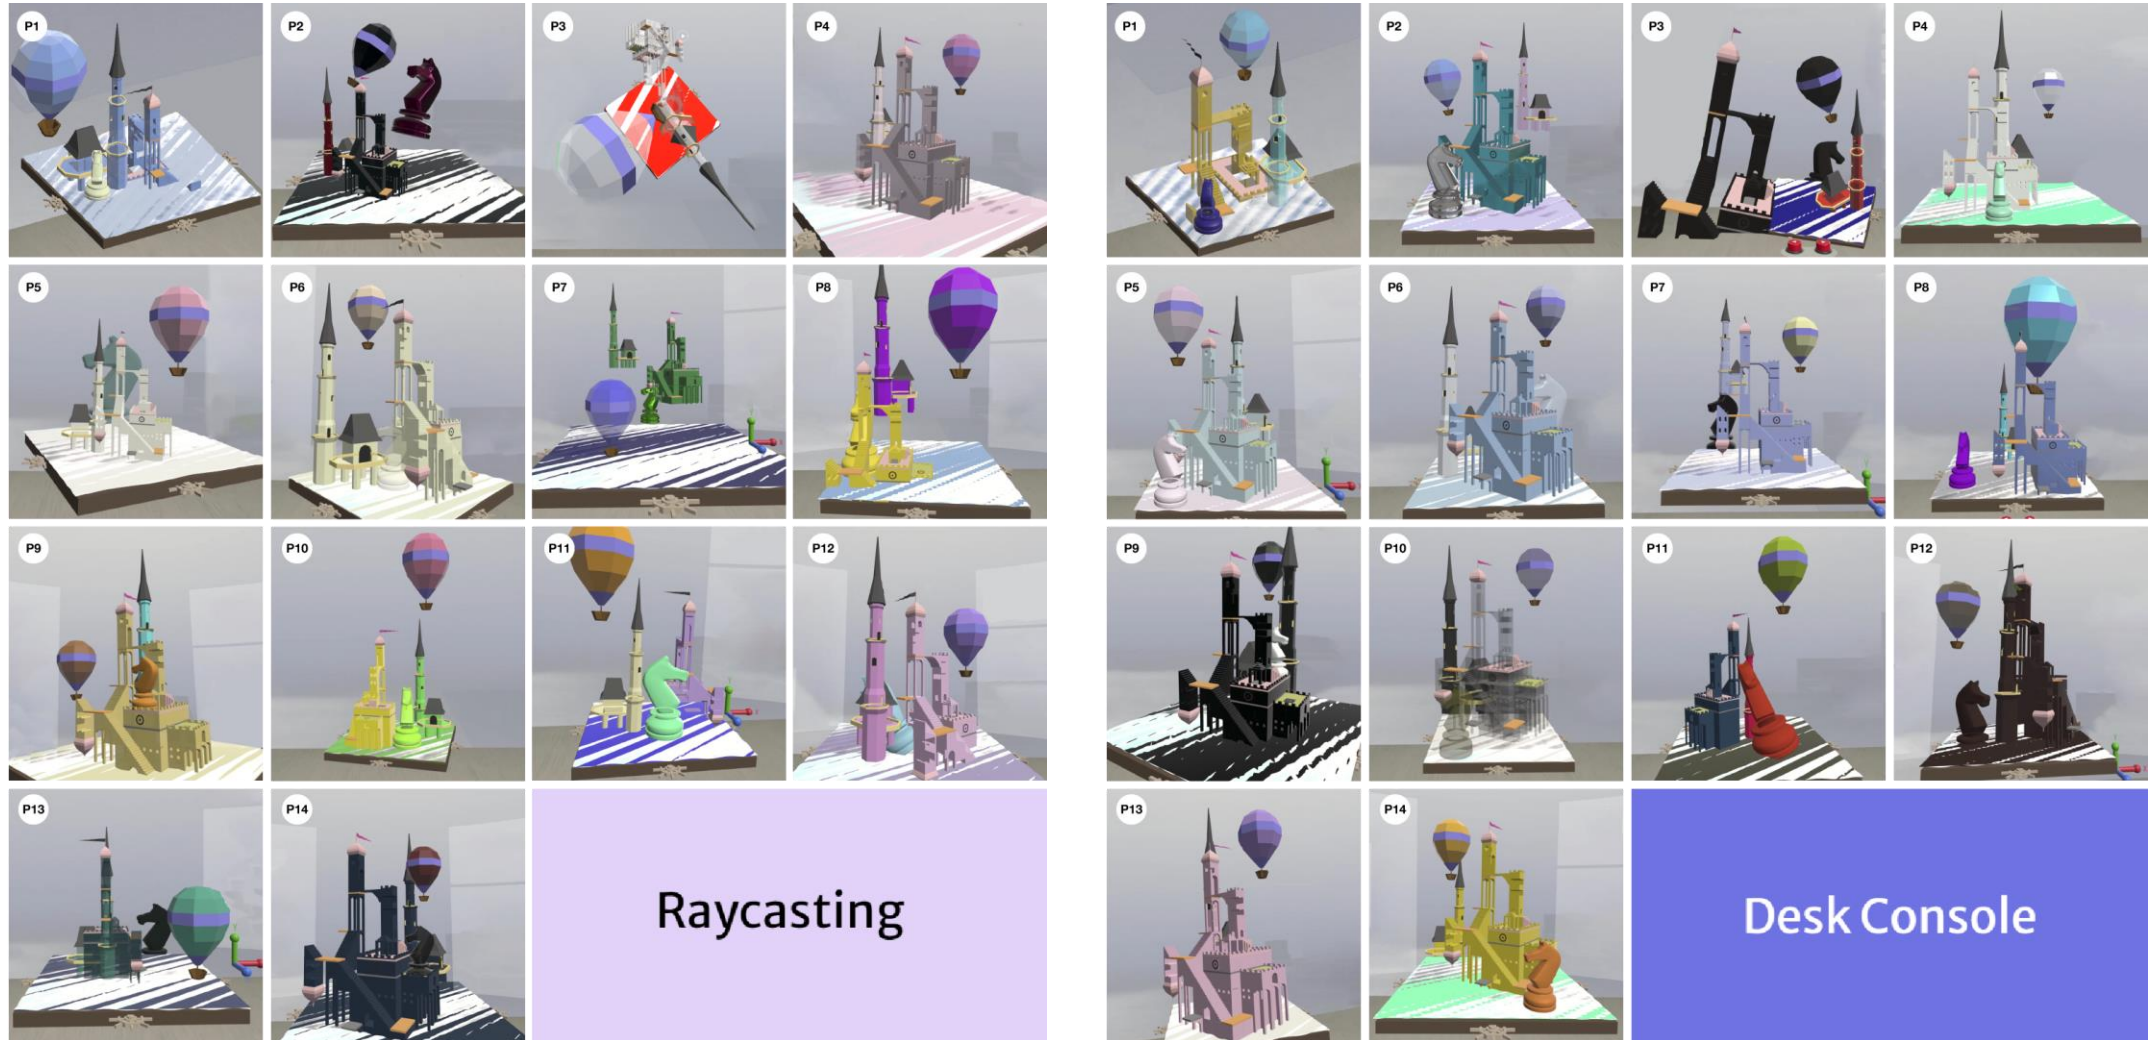 P1
P2
P3
P4
P5
P6
P7
P8
P9
P10
P11
P12
P13
P14
Raycasting
P1
P2
P3
P4
P5
P6
P7
P8
P9
P10
P11
P12
P13
P14
Desk Console